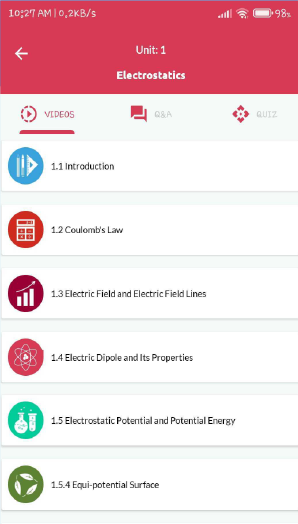 10:27 AM | 0,2KB/s
98%
Unit: 1
Electrostatics
VIDEOS
Q&A
QUIZ
1.1 Introduction
1.2 Coulomb's Law
1.3 Electric Field and Electric Field Lines
1.4 Electric Dipole and Its Properties
1.5 Electrostatic Potential and Potential Energy
1.5.4 Equi-potential Surface